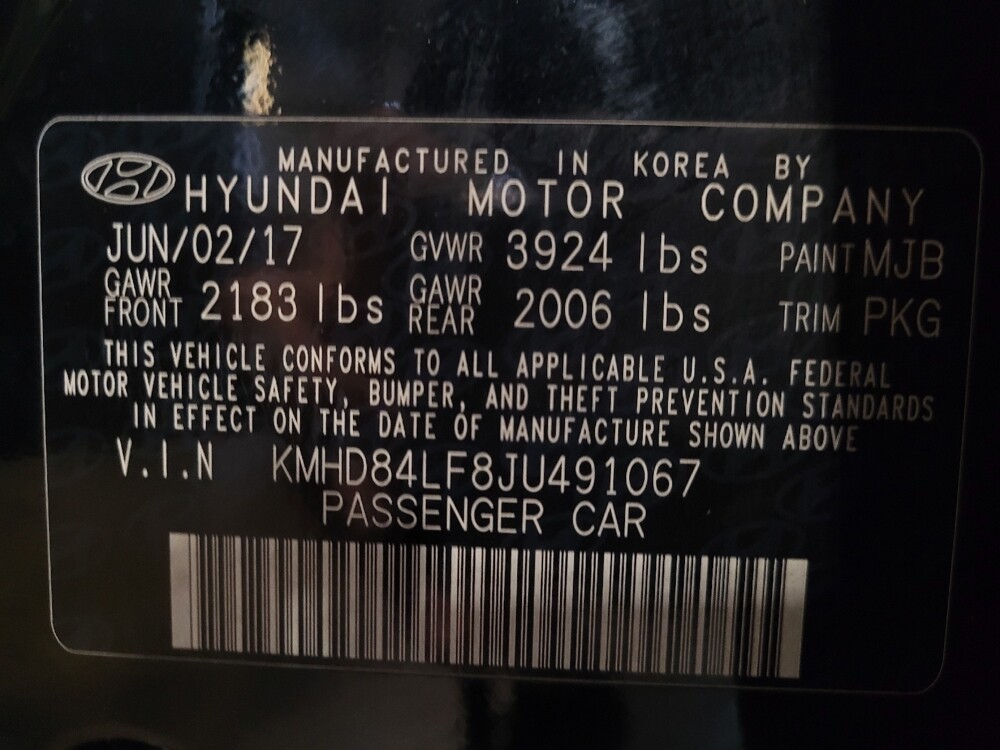 MANUFACTURED IN KOREA BY
HYUNDAI MOTOR COMPANY
JUN/02/17 GVWR 3924 lbs PAINT MJB
GAWR FRONT 2183 lbs GAWR REAR 2006 lbs TRIM PKG
THIS VEHICLE CONFORMS TO ALL APPLICABLE U.S.A. FEDERAL
MOTOR VEHICLE SAFETY, BUMPER, AND THEFT PREVENTION STANDARDS
IN EFFECT ON THE DATE OF MANUFACTURE SHOWN ABOVE
V.I.N KMHD84LF8JU491067
PASSENGER CAR